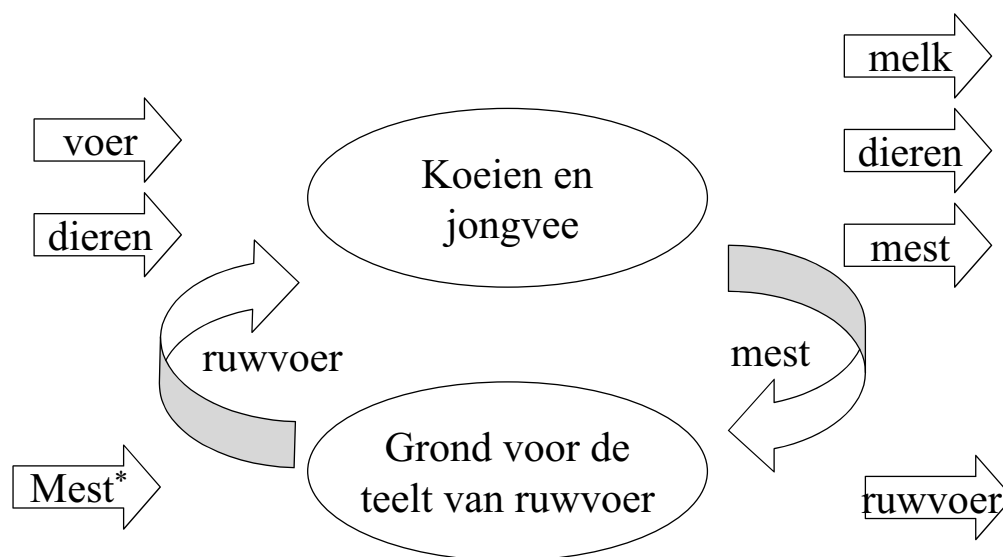 melk
voer
dieren
Koeien en
jongvee
dieren
mest
ruwvoer
mest
Mest*
Grond voor de
teelt van ruwvoer
ruwvoer